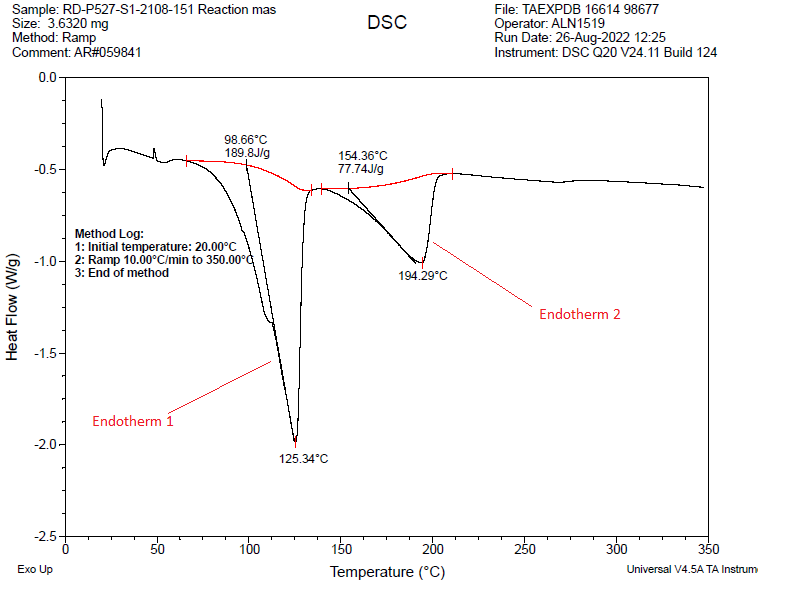 Sample: RD-P527-S1-2108-151 Reaction mas
Size: 3.6320 mg
Method: Ramp
Comment: AR#059841
DSC
File: TAEXPDB 16614 98677
Operator: ALN1519
Run Date: 26-Aug-2022 12:25
Instrument: DSC Q20 V24.11 Build 124
0.0
-0.5
-1.0
-1.5
-2.0
-2.5
Heat Flow (W/g)
98.66°C
189.8J/g
154.36°C
77.74J/g
Method Log:
1: Initial temperature: 20.00°C
2: Ramp 10.00°C/min to 350.00°C
3: End of method
194.29°C
Endotherm 2
Endotherm 1
125.34°C
0
50
100
150
200
250
300
350
Exo Up
Temperature (°C)
Universal V4.5A TA Instrum